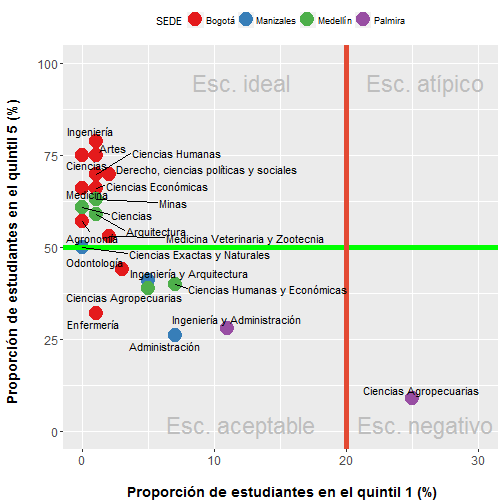 SEDE Bogotá Manizales Medellín Palmira
Proporción de estudiantes en el quintil 5 (%)
100
75
50
25
0
Esc. ideal
Esc. atípico
Ingeniería
Artes
Ciencias Humanas
Ciencias
Derecho, ciencias políticas y sociales
Ciencias Económicas
Medicina
Minas
Ciencias
Arquitectura
Agronomía
Medicina Veterinaria y Zootecnia
Ciencias Exactas y Naturales
Odontología
Ingeniería y Arquitectura
Ciencias Humanas y Económicas
Ciencias Agropecuarias
Enfermería
Ingeniería y Administración
Administración
Ciencias Agropecuarias
Esc. aceptable
Esc. negativo
0
10
20
30
Proporción de estudiantes en el quintil 1 (%)